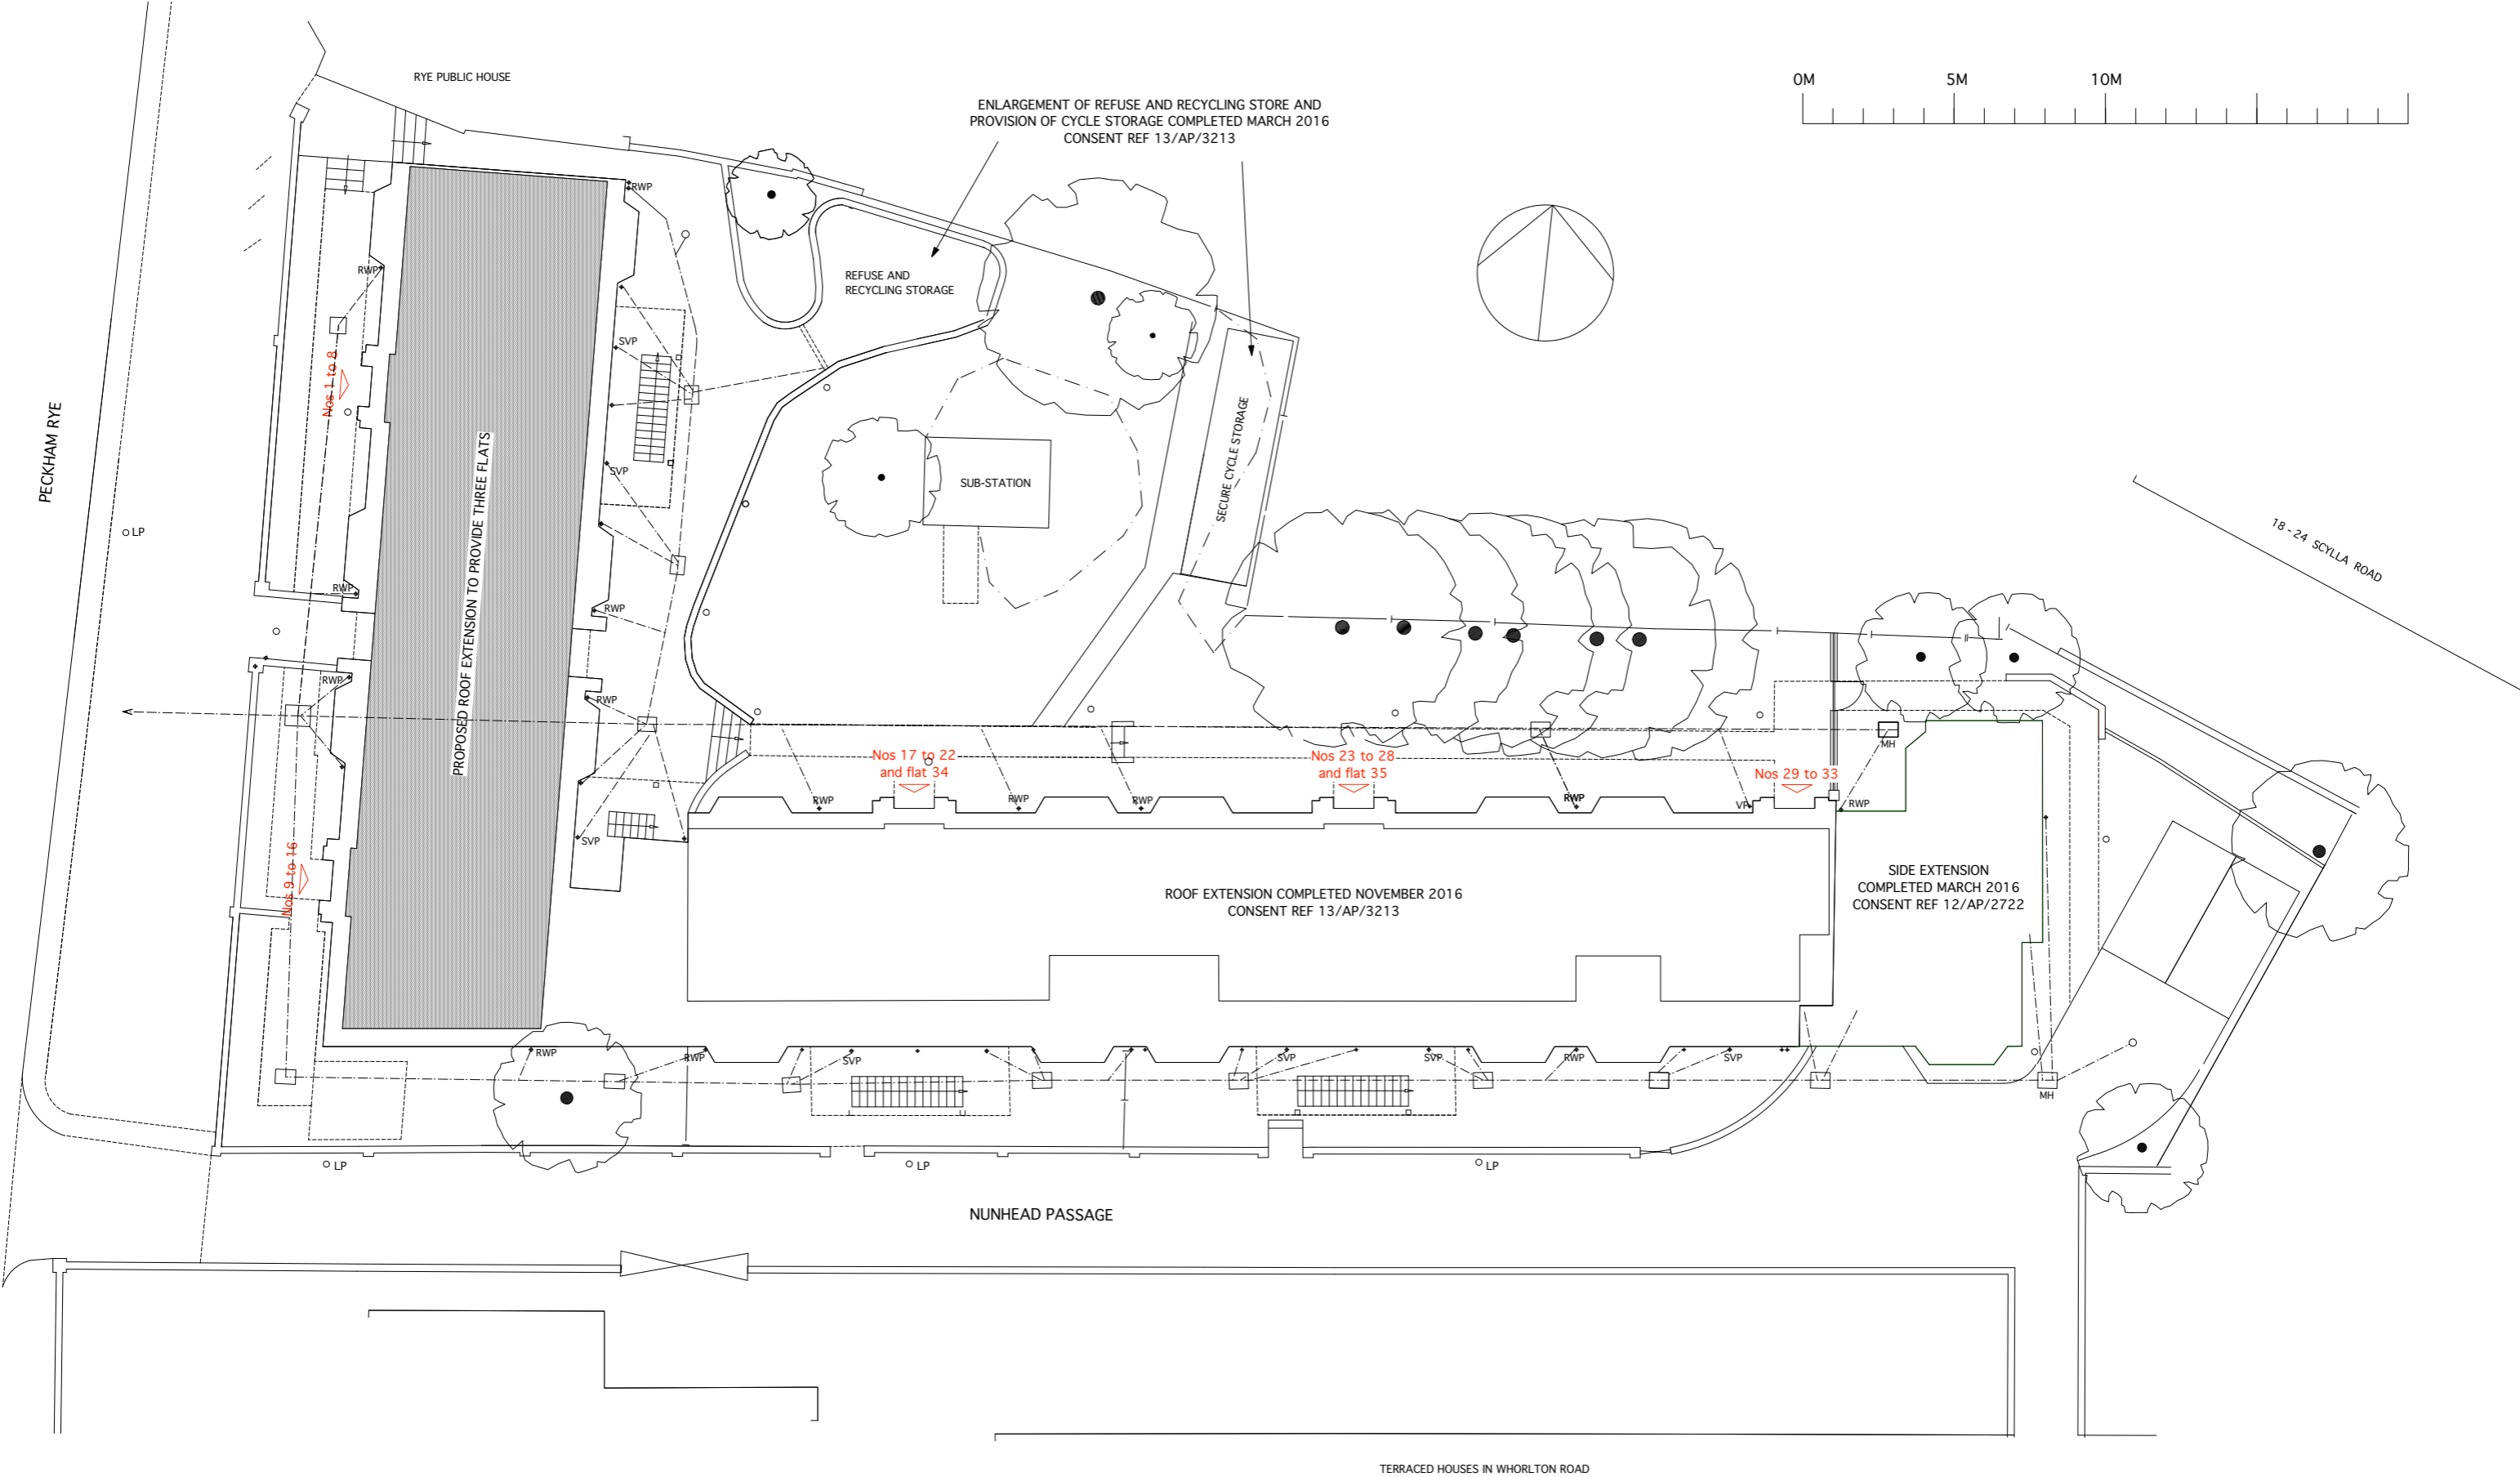 RYE PUBLIC HOUSE
ENLARGEMENT OF REFUSE AND RECYCLING STORE AND
PROVISION OF CYCLE STORAGE COMPLETED MARCH 2016
CONSENT REF 13/AP/3213
0M
5M
10M
RWP
RWP
REFUSE AND
RECYCLING STORAGE
SVP
Nos 1 to 8
PECKHAM RYE
PROPOSED ROOF EXTENSION TO PROVIDE THREE FLATS
SVP
SUB-STATION
SECURE CYCLE STORAGE
LP
18 - 24 SCYLLA ROAD
RWP
RWP
RWP
RWP
MH
Nos 17 to 22
and flat 34
Nos 23 to 28
and flat 35
Nos 29 to 33
RWP
RWP
RWP
RWP
VP
RWP
SVP
Nos 9 to 16
ROOF EXTENSION COMPLETED NOVEMBER 2016
CONSENT REF 13/AP/3213
SIDE EXTENSION
COMPLETED MARCH 2016
CONSENT REF 12/AP/2722
RWP
RWP
SVP
SVP
SVP
RWP
SVP
MH
LP
LP
LP
NUNHEAD PASSAGE
TERRACED HOUSES IN WHORLTON ROAD